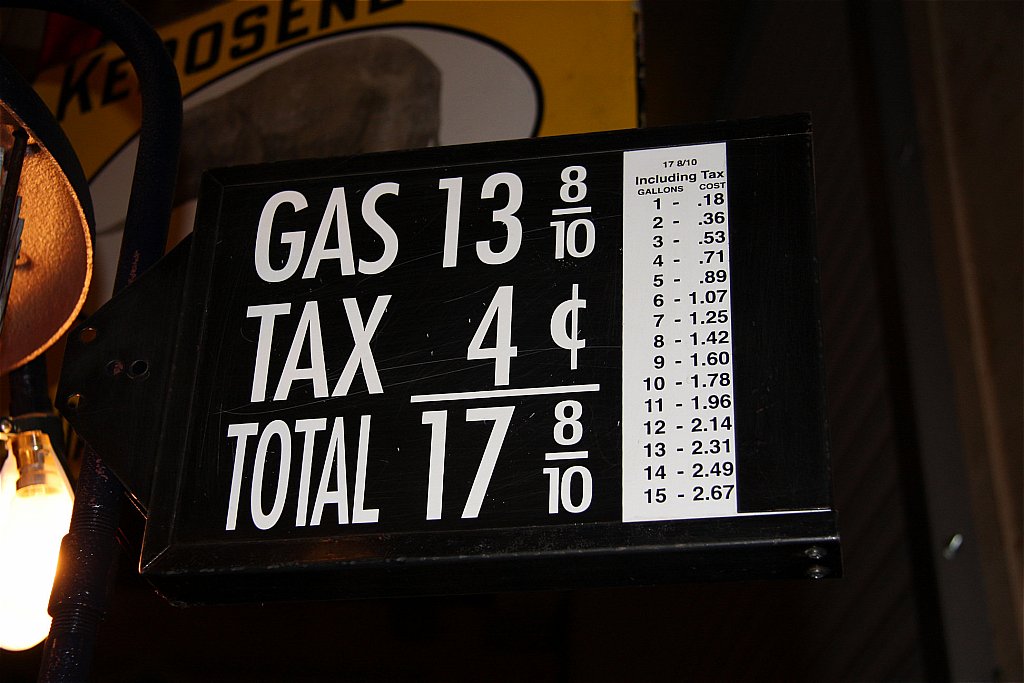 KEROSENE
GAS 13 8/10
TAX 4 ¢
TOTAL 17 8/10
17 8/10
Including Tax
GALLONS COST
1 - .18
2 - .36
3 - .53
4 - .71
5 - .89
6 - 1.07
7 - 1.25
8 - 1.42
9 - 1.60
10 - 1.78
11 - 1.96
12 - 2.14
13 - 2.31
14 - 2.49
15 - 2.67